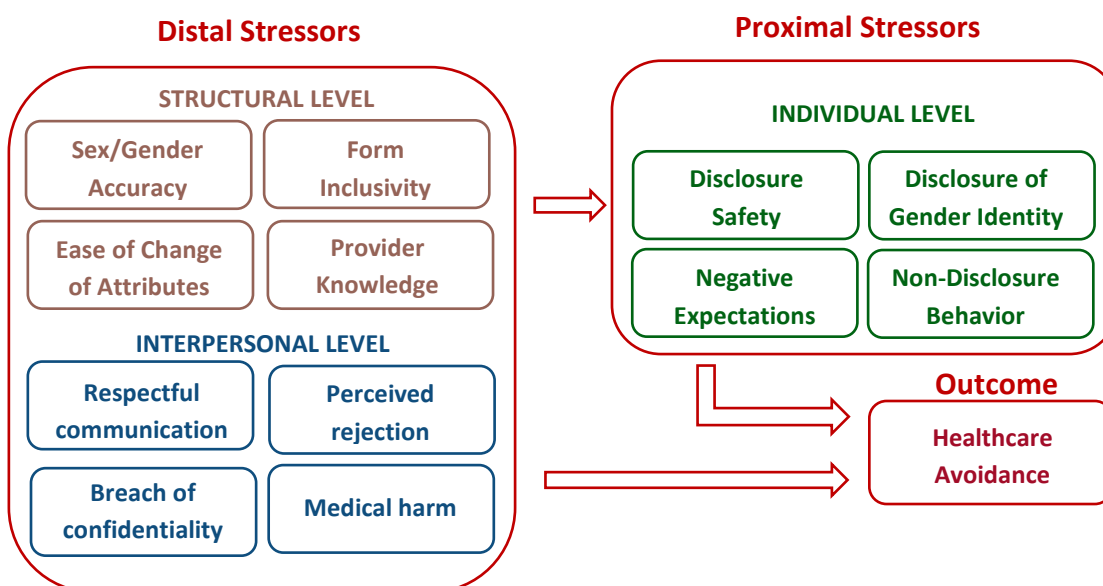 Distal Stressors
STRUCTURAL LEVEL
Sex/Gender
Accuracy
Form
Inclusivity
Ease of Change
of Attributes
Provider
Knowledge
INTERPERSONAL LEVEL
Respectful
communication
Perceived
rejection
Breach of
confidentiality
Medical harm
Proximal Stressors
INDIVIDUAL LEVEL
Disclosure
Safety
Disclosure of
Gender Identity
Negative
Expectations
Non-Disclosure
Behavior
Outcome
Healthcare
Avoidance